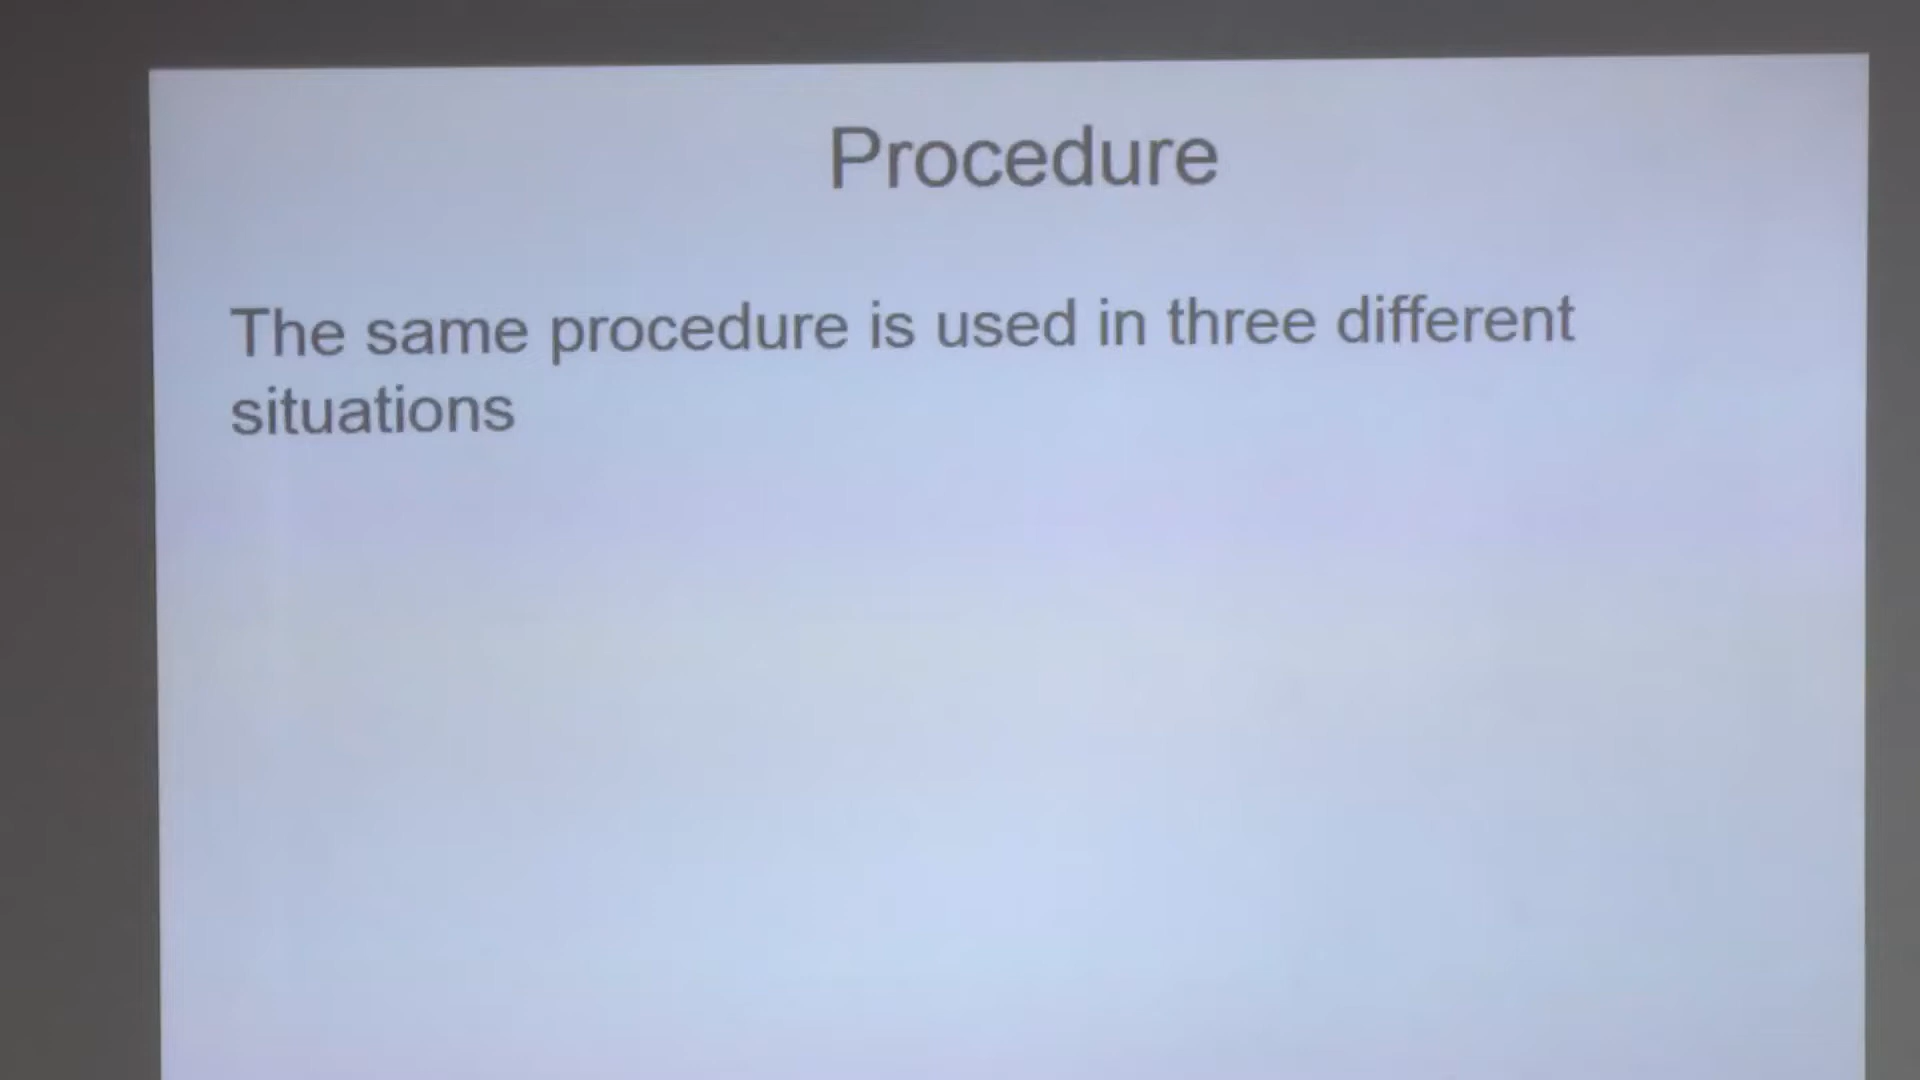 Procedure
The same procedure is used in three different
situations